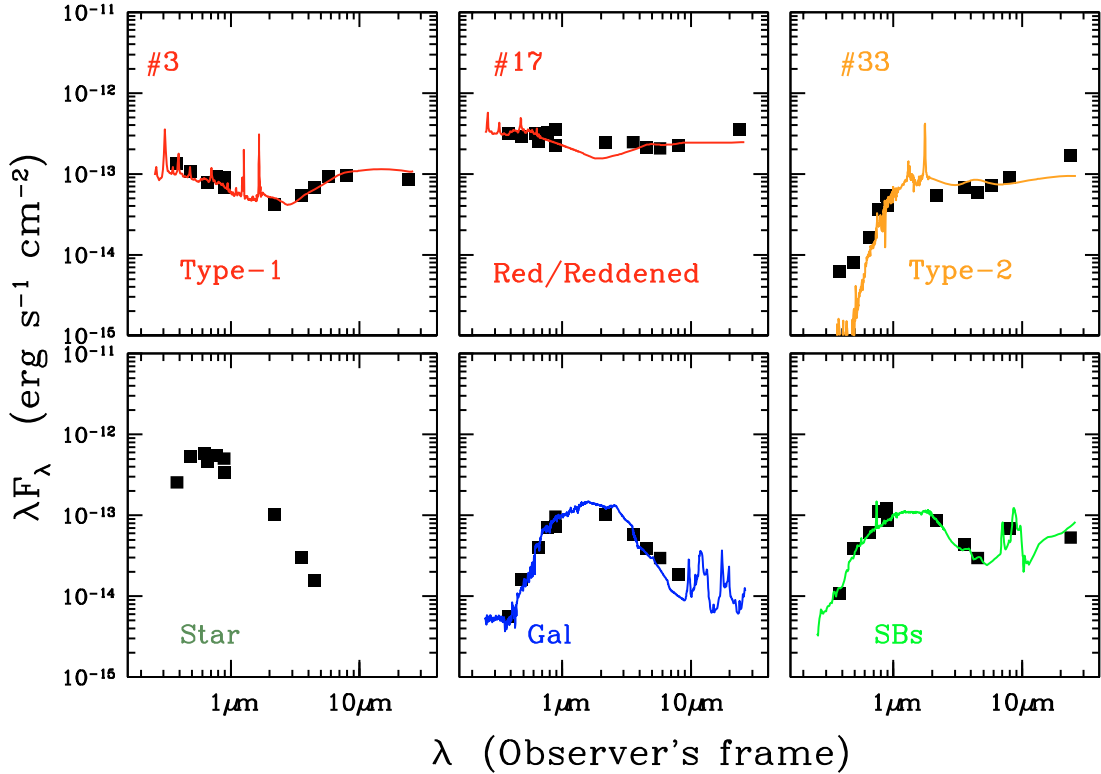 #3
#17
#33
10⁻¹¹
10⁻¹²
10⁻¹³
10⁻¹⁴
10⁻¹⁵
Type-1
Red/Reddened
Type-2
10⁻¹¹
10⁻¹²
10⁻¹³
10⁻¹⁴
10⁻¹⁵
Star
Gal
SBs
1μm 10μm 1μm 10μm 1μm 10μm
λ (Observer's frame)
λF_λ (erg s⁻¹ cm⁻²)